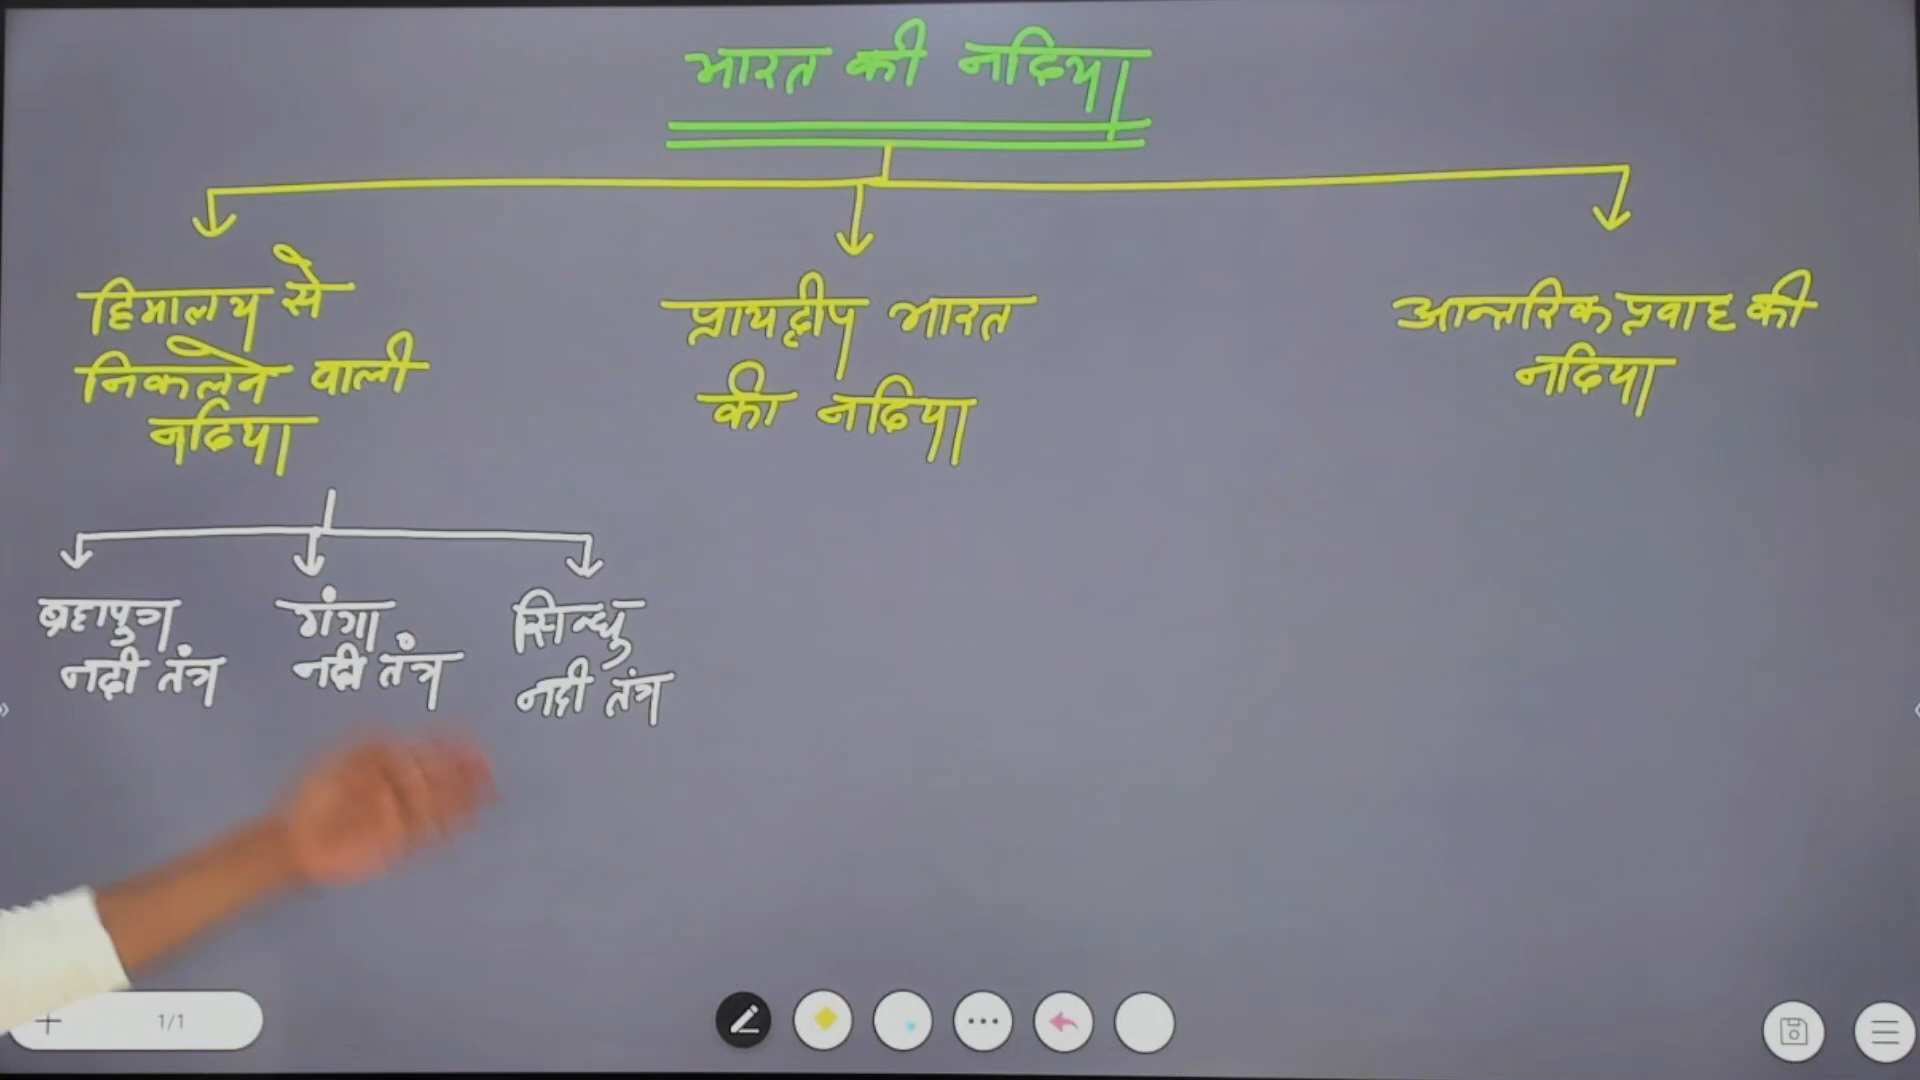 भारत की नदिया
हिमालय से
निकलने वाली
नदिया
प्रायद्वीप भारत
की नदिया
आन्तरिक प्रवाह की
नदिया
ब्रह्मपुत्रा
नदी तंत्र
गंगा
नदी तंत्र
सिन्धु
नदी तंत्र
1/1